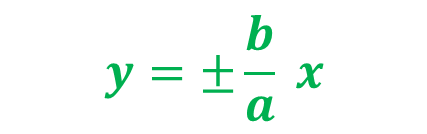 y = ± b/a x